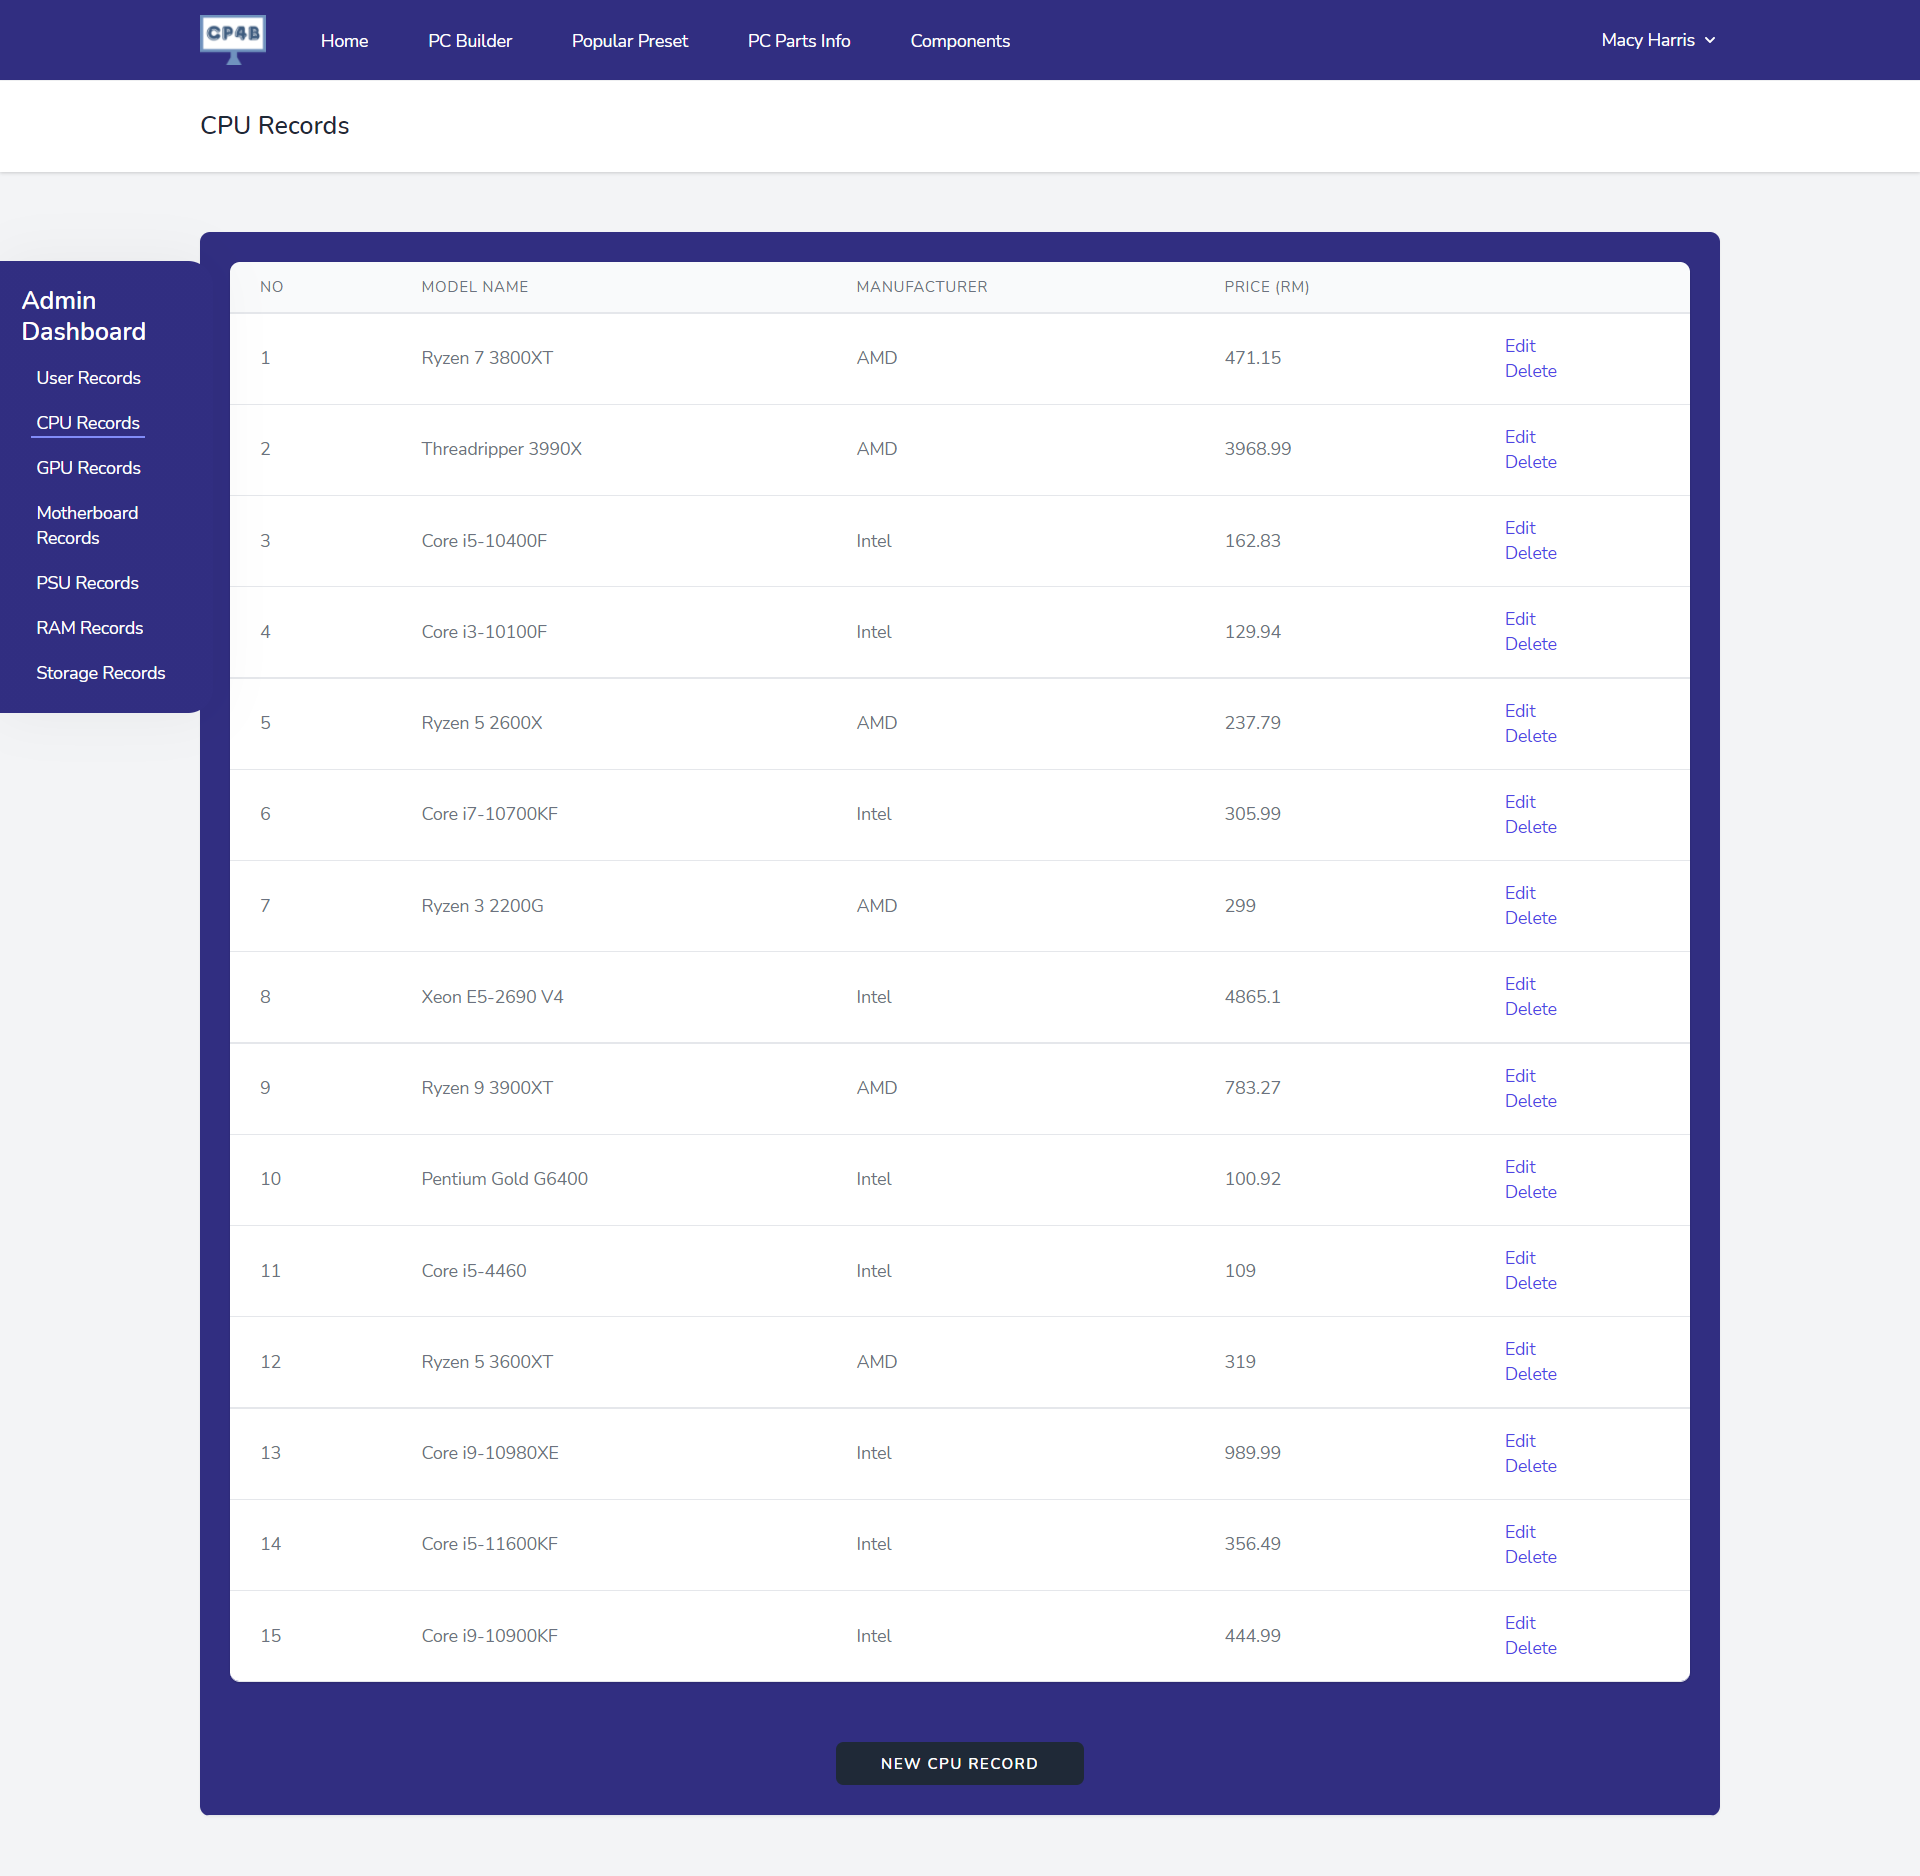 CP4B
Home PC Builder Popular Preset PC Parts Info Components Macy Harris
CPU Records
Admin
Dashboard
User Records
CPU Records
GPU Records
Motherboard
Records
PSU Records
RAM Records
Storage Records
NO MODEL NAME MANUFACTURER PRICE (RM)
1 Ryzen 7 3800XT AMD 471.15 Edit
Delete
2 Threadripper 3990X AMD 3968.99 Edit
Delete
3 Core i5-10400F Intel 162.83 Edit
Delete
4 Core i3-10100F Intel 129.94 Edit
Delete
5 Ryzen 5 2600X AMD 237.79 Edit
Delete
6 Core i7-10700KF Intel 305.99 Edit
Delete
7 Ryzen 3 2200G AMD 299 Edit
Delete
8 Xeon E5-2690 V4 Intel 4865.1 Edit
Delete
9 Ryzen 9 3900XT AMD 783.27 Edit
Delete
10 Pentium Gold G6400 Intel 100.92 Edit
Delete
11 Core i5-4460 Intel 109 Edit
Delete
12 Ryzen 5 3600XT AMD 319 Edit
Delete
13 Core i9-10980XE Intel 989.99 Edit
Delete
14 Core i5-11600KF Intel 356.49 Edit
Delete
15 Core i9-10900KF Intel 444.99 Edit
Delete
NEW CPU RECORD